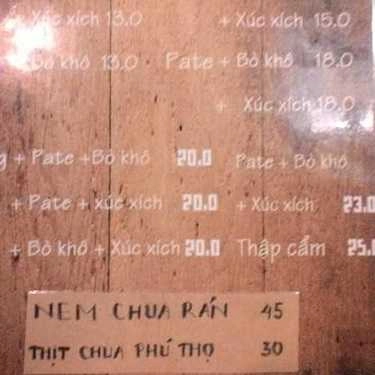 + Xúc xích 13.0 + Xúc xích 15.0
+ Bò khô 13.0 Pate + Bò khô 18.0
+ Xúc xích 18.0
+ Pate +Bò khô 20.0 Pate + Bò khô
+ Pate + xúc xích 20.0 + Xúc xích 23.0
+ Bò khô + Xúc xích 20.0 Thập cẩm 25.0
NEM CHUA RÁN 45
THỊT CHUA PHÚ THỌ 30